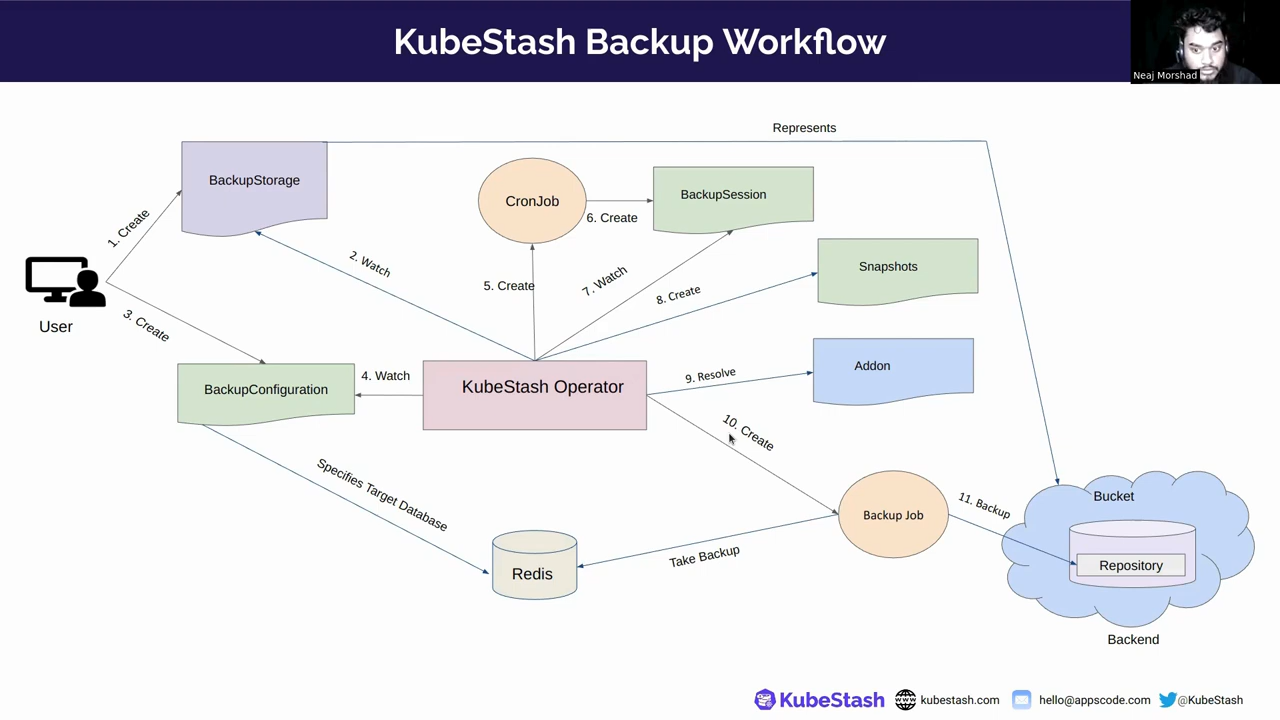 KubeStash Backup Workflow
Neaj Morshad
Represents
BackupStorage
CronJob
6. Create
BackupSession
1. Create
2. Watch
5. Create
7. Watch
8. Create
Snapshots
User
3. Create
BackupConfiguration
4. Watch
KubeStash Operator
9. Resolve
Addon
10. Create
Specifies Target Database
Redis
Take Backup
Backup Job
11. Backup
Bucket
Repository
Backend
KubeStash
kubestash.com
hello@appscode.com
@KubeStash